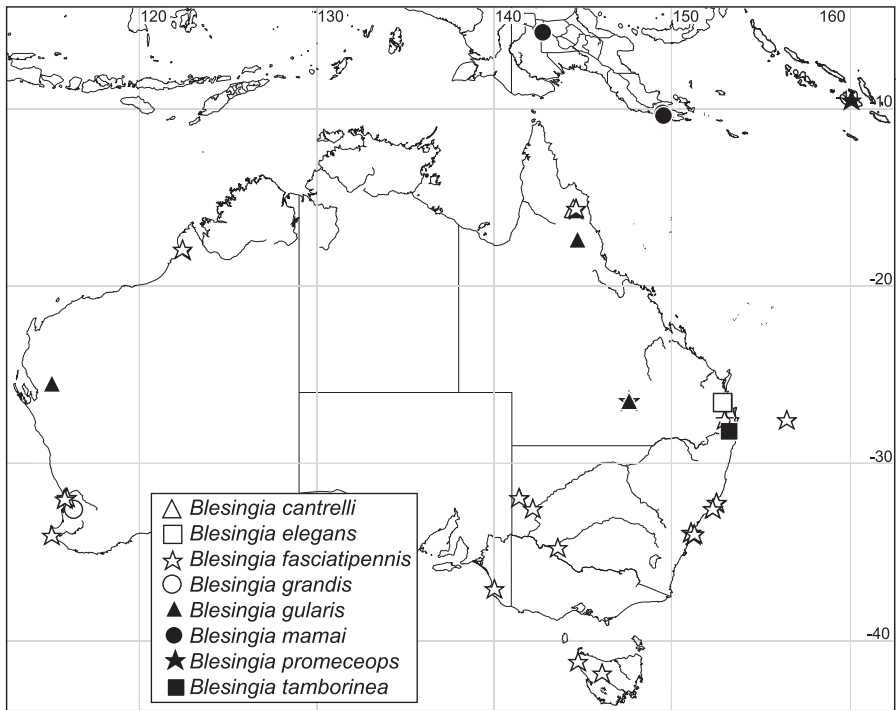 120 130 140 150 160
-10
-20
-30
-40
Blesingia cantrelli
Blesingia elegans
Blesingia fasciatipennis
Blesingia grandis
Blesingia gularis
Blesingia mamai
Blesingia promeceops
Blesingia tamborinea